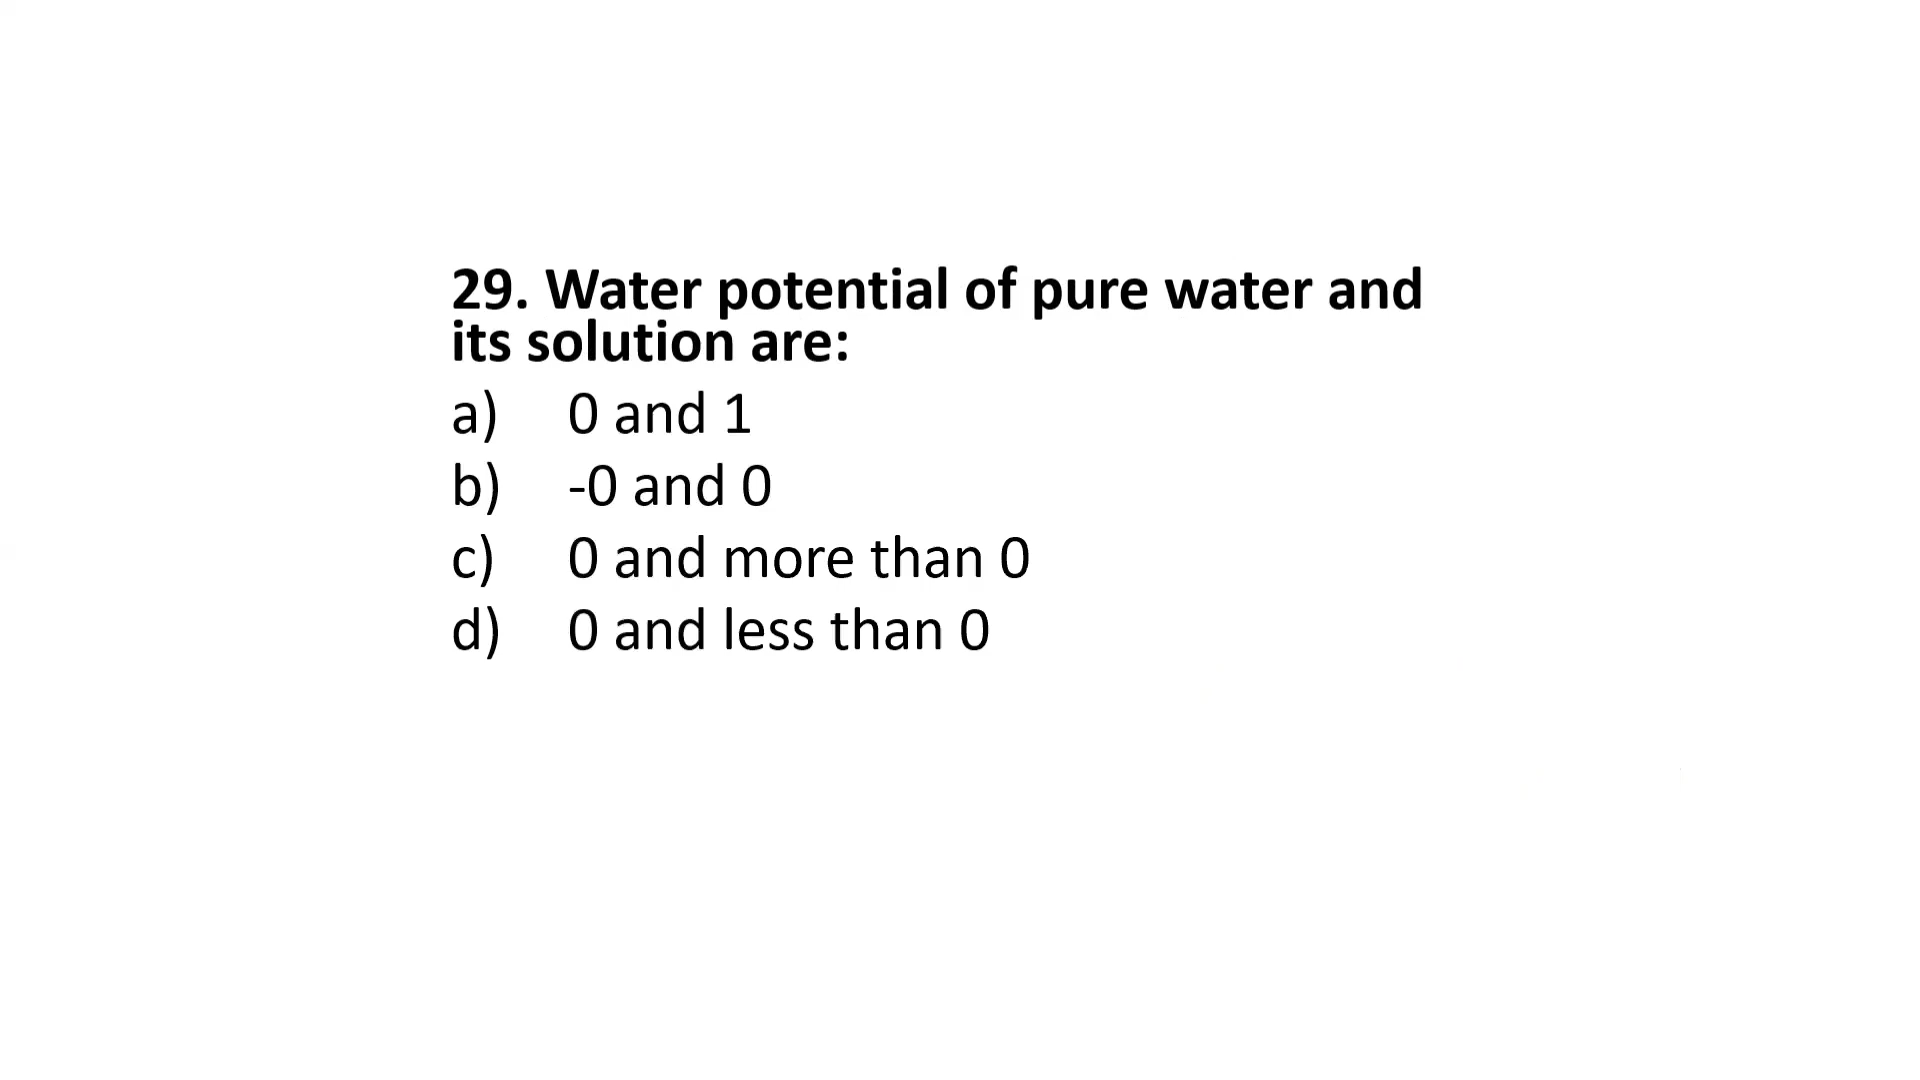 29. Water potential of pure water and
its solution are:
a) 0 and 1
b) -0 and 0
c) 0 and more than 0
d) 0 and less than 0